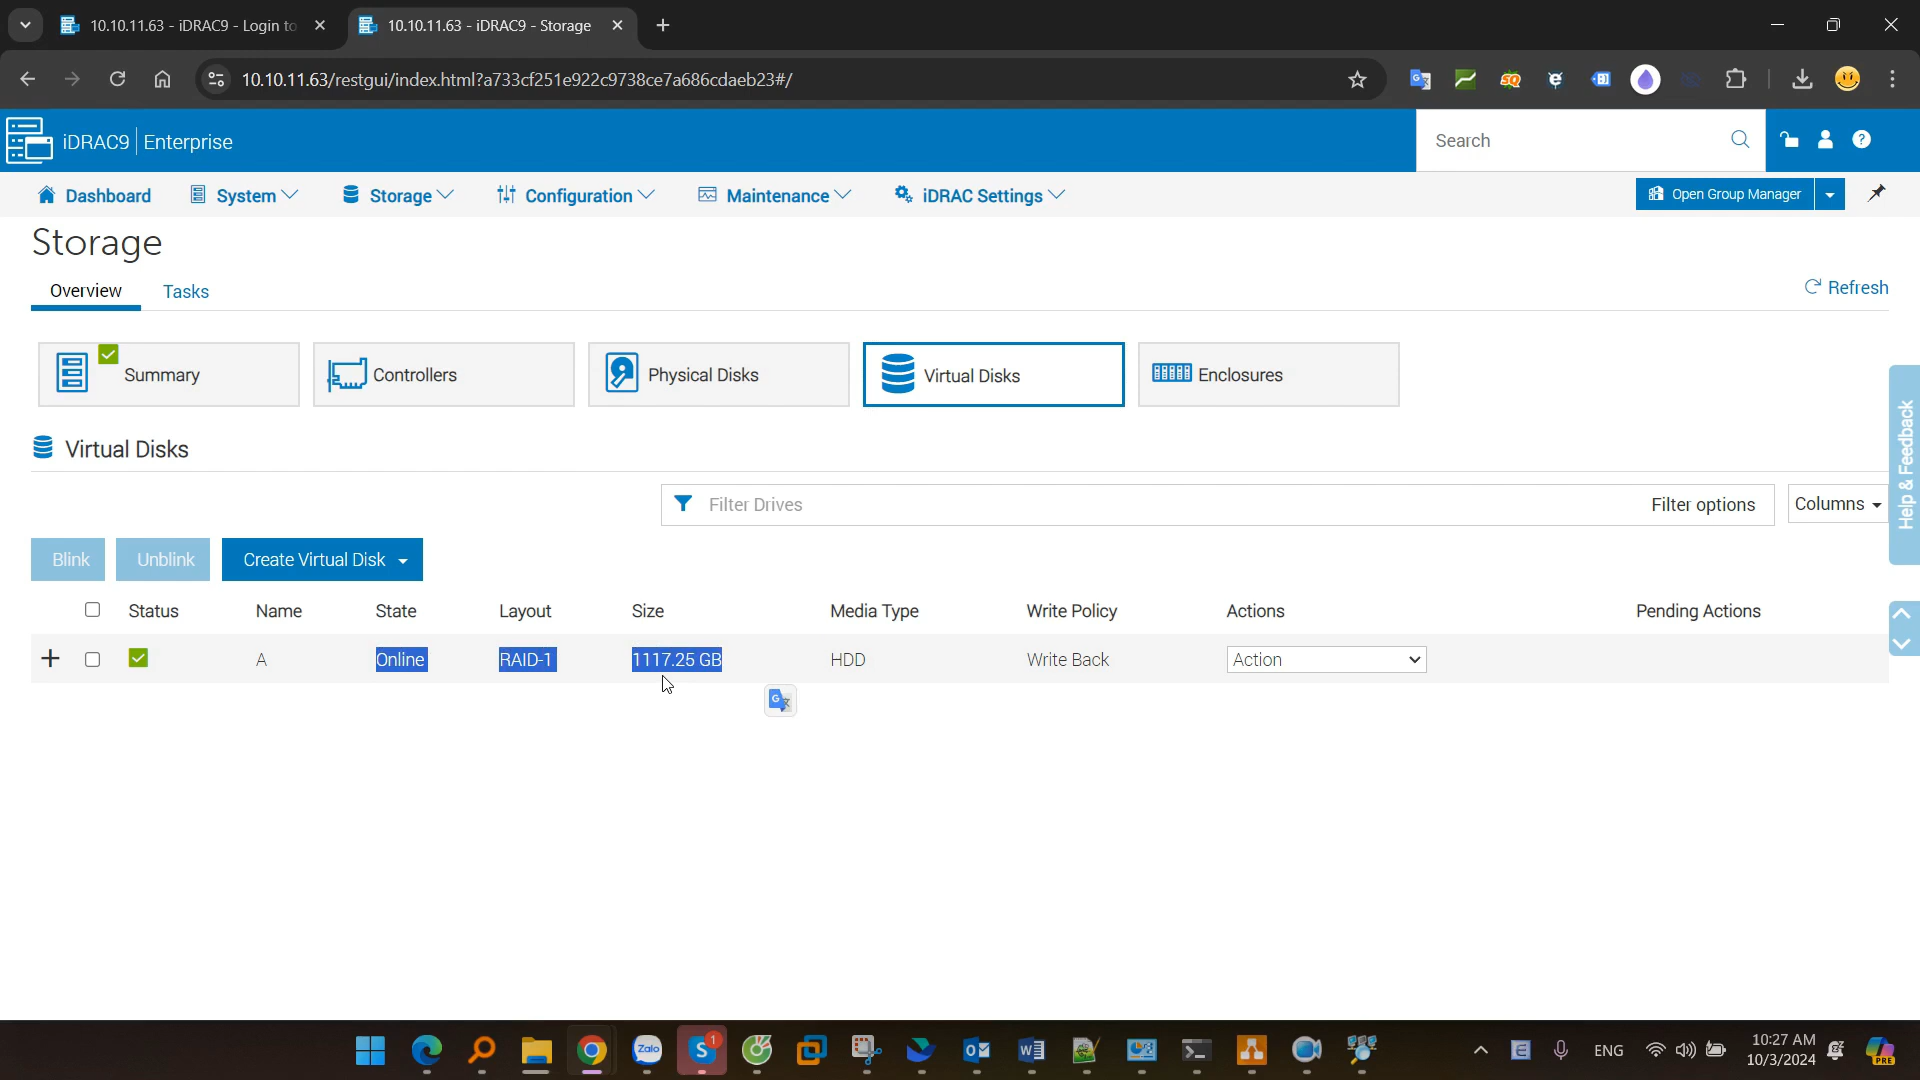 10.10.11.63 - iDRAC9 - Login to
10.10.11.63 - iDRAC9 - Storage
10.10.11.63/restgui/index.html?a733cf251e922c9738ce7a686cdaeb23#/
iDRAC9 | Enterprise
Search
Dashboard
System
Storage
Configuration
Maintenance
iDRAC Settings
Open Group Manager
Storage
Overview
Tasks
Refresh
Summary
Controllers
Physical Disks
Virtual Disks
Enclosures
Help & Feedback
Virtual Disks
Filter Drives
Filter options
Columns
Blink
Unblink
Create Virtual Disk
Status Name State Layout Size Media Type Write Policy Actions Pending Actions
A Online RAID-1 1117.25 GB HDD Write Back Action
Zalo
1
ENG
10:27 AM
10/3/2024
PRE